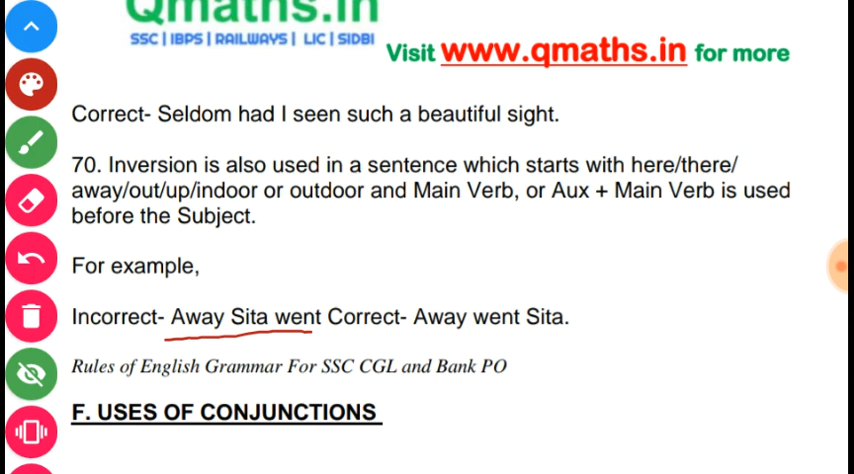 Qmaths.in
SSC | IBPS | RAILWAYS | LIC | SIDBI
Visit www.qmaths.in for more
Correct- Seldom had I seen such a beautiful sight.
70. Inversion is also used in a sentence which starts with here/there/
away/out/up/indoor or outdoor and Main Verb, or Aux + Main Verb is used
before the Subject.
For example,
Incorrect- Away Sita went Correct- Away went Sita.
Rules of English Grammar For SSC CGL and Bank PO
F. USES OF CONJUNCTIONS